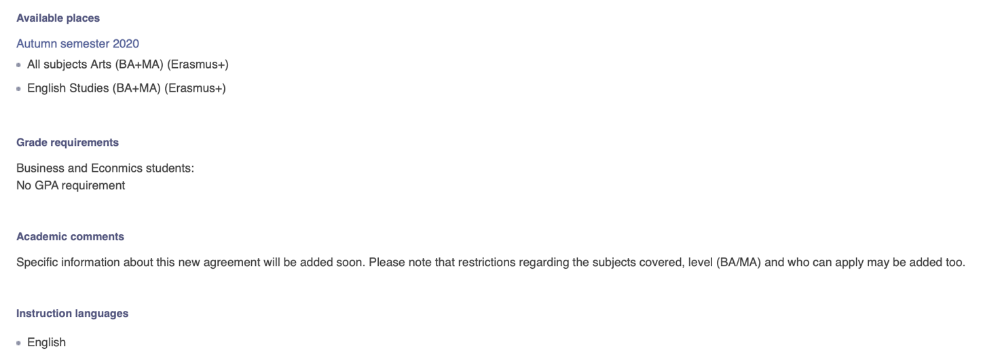 Available places
Autumn semester 2020
All subjects Arts (BA+MA) (Erasmus+)
English Studies (BA+MA) (Erasmus+)
Grade requirements
Business and Econmics students:
No GPA requirement
Academic comments
Specific information about this new agreement will be added soon. Please note that restrictions regarding the subjects covered, level (BA/MA) and who can apply may be added too.
Instruction languages
English